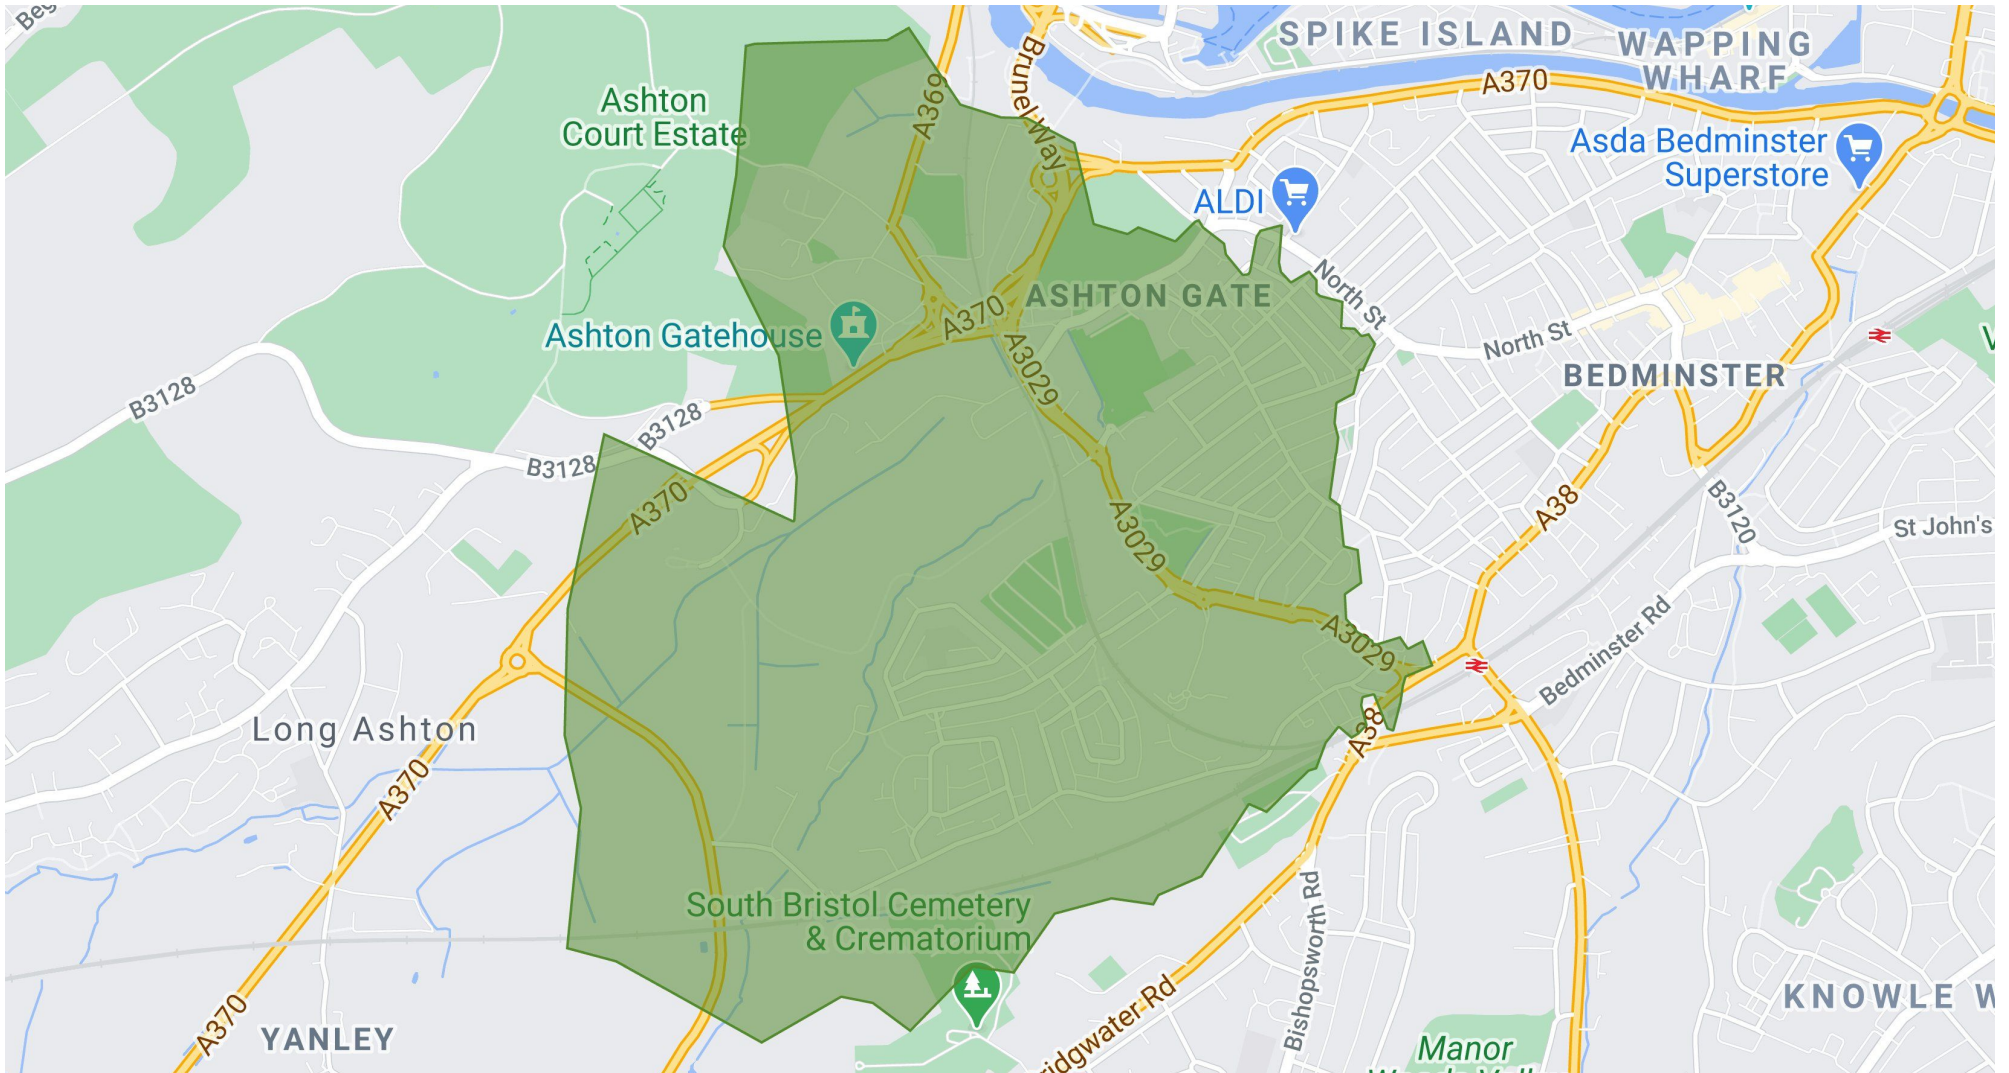 SPIKE ISLAND
WAPPING
WHARF
A370
Brunel Way
A369
Ashton
Court Estate
Asda Bedminster
Superstore
ALDI
North St
ASHTON GATE
A370
Ashton Gatehouse
North St
BEDMINSTER
A3029
B3128
B3128
B3128
A370
A3029
A38
B3120
St John's
A3029
Bedminster Rd
Long Ashton
A38
A370
South Bristol Cemetery
& Crematorium
Bishopsworth Rd
KNOWLE W
A370
YANLEY
ridgwater Rd
Manor